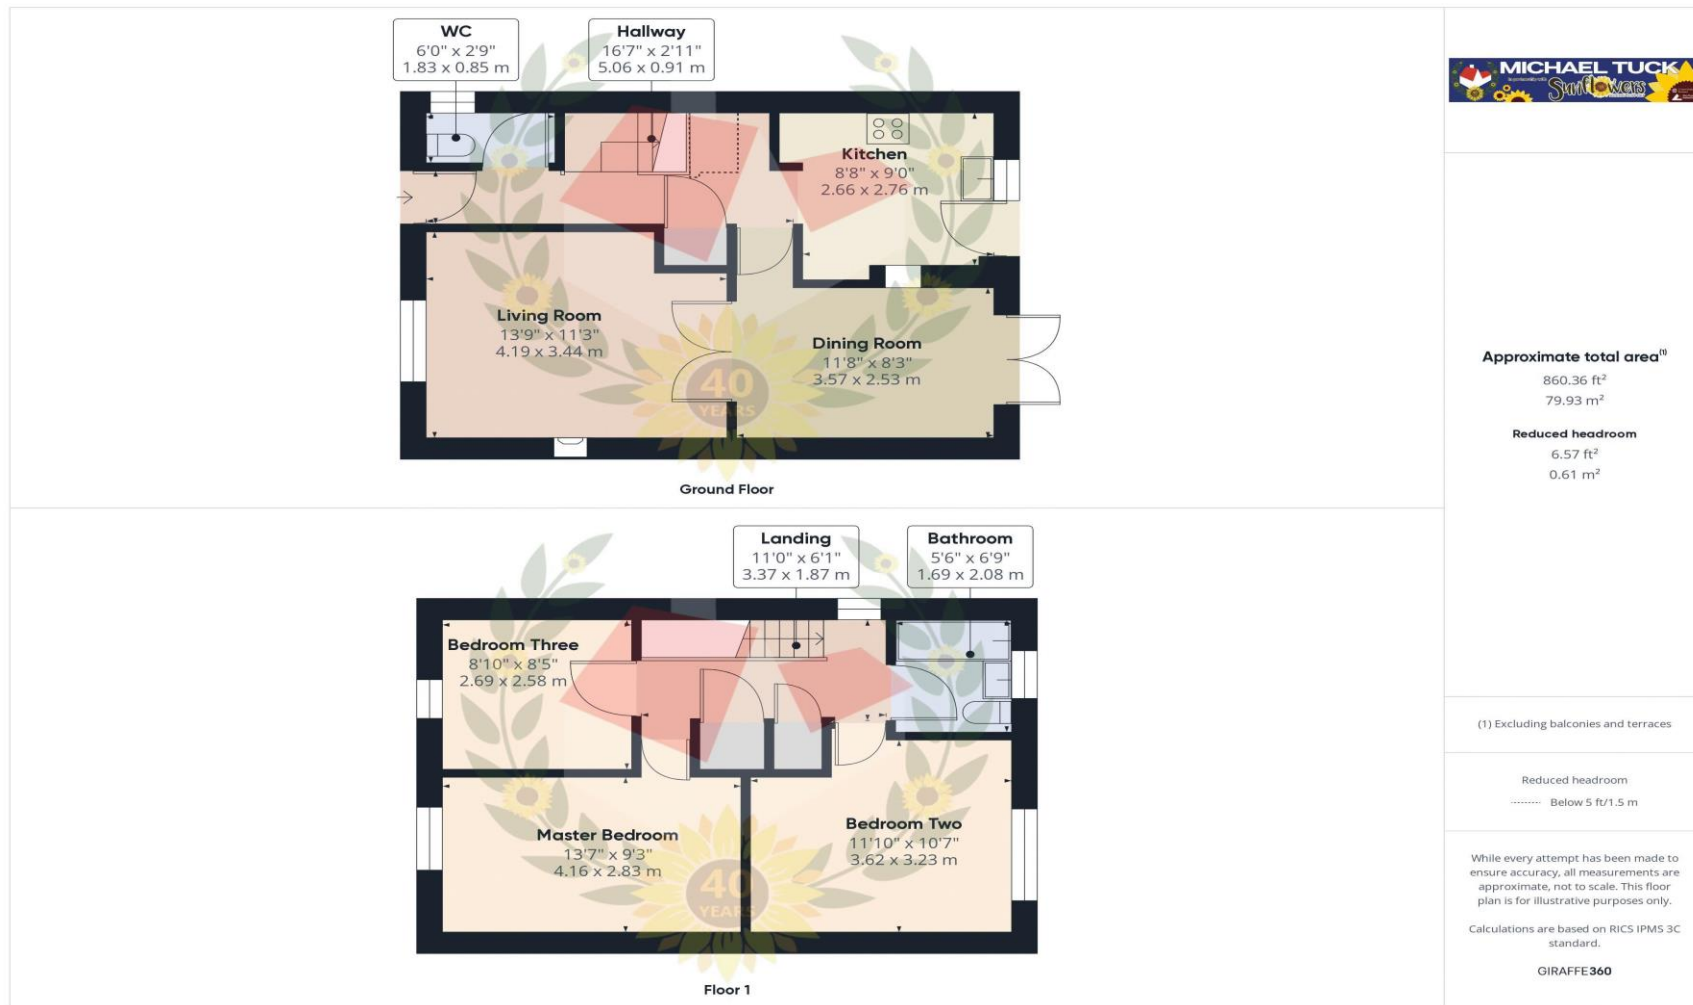 WC
6'0" x 2'9"
1.83 x 0.85 m
Hallway
16'7" x 2'11"
5.06 x 0.91 m
Kitchen
8'8" x 9'0"
2.66 x 2.76 m
Living Room
13'9" x 11'3"
4.19 x 3.44 m
Dining Room
11'8" x 8'3"
3.57 x 2.53 m
40
YEARS
Ground Floor
Landing
11'0" x 6'1"
3.37 x 1.87 m
Bathroom
5'6" x 6'9"
1.69 x 2.08 m
Bedroom Three
8'10" x 8'5"
2.69 x 2.58 m
Master Bedroom
13'7" x 9'3"
4.16 x 2.83 m
Bedroom Two
11'10" x 10'7"
3.62 x 3.23 m
40
YEARS
Floor 1
MICHAEL TUCK
Sunflowers
Approximate total area⁽¹⁾
860.36 ft²
79.93 m²
Reduced headroom
6.57 ft²
0.61 m²
(1) Excluding balconies and terraces
Reduced headroom
Below 5 ft/1.5 m
While every attempt has been made to
ensure accuracy, all measurements are
approximate, not to scale. This floor
plan is for illustrative purposes only.
Calculations are based on RICS IPMS 3C
standard.
GIRAFFE360